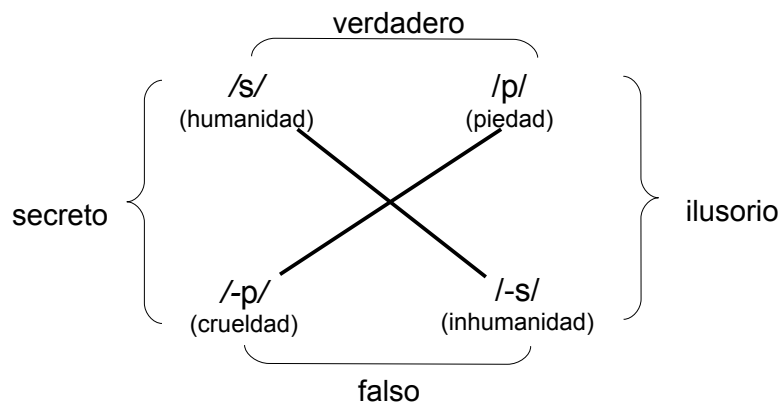 verdadero
/s/
(humanidad)
/p/
(piedad)
secreto
ilusorio
/-p/
(crueldad)
/-s/
(inhumanidad)
falso